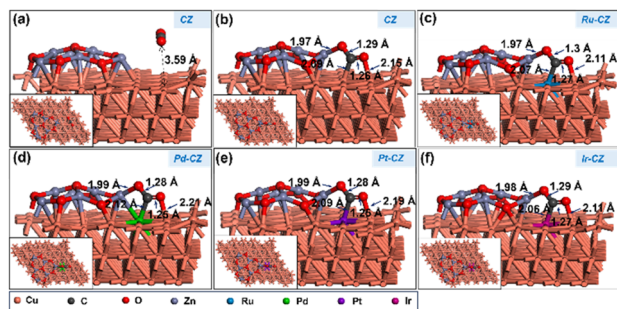 (a) CZ
3.59 Å
(b) CZ
1.97 Å 1.29 Å
2.09 Å 2.15 Å
1.26 Å
(c) Ru-CZ
1.97 Å 1.3 Å
2.07 Å 2.11 Å
1.27 Å
(d) Pd-CZ
1.99 Å 1.28 Å
2.12 Å 2.21 Å
1.26 Å
(e) Pt-CZ
1.99 Å 1.28 Å
2.09 Å 2.19 Å
1.26 Å
(f) Ir-CZ
1.98 Å 1.29 Å
2.06 Å 2.11 Å
1.27 Å
Cu C O Zn Ru Pd Pt Ir